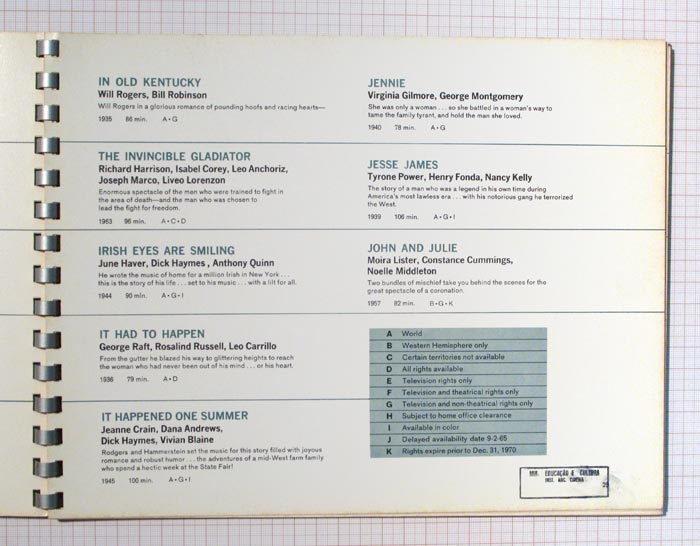 IN OLD KENTUCKY
Will Rogers, Bill Robinson
Will Rogers in a glorious romance of pounding hoofs and racing hearts—
1935 86 min. A•G
THE INVINCIBLE GLADIATOR
Richard Harrison, Isabel Corey, Leo Anchoriz,
Joseph Marco, Liveo Lorenzon
Enormous spectacle of the men who were trained to fight in
the area of death—and the man who was chosen to
lead the fight for freedom.
1963 96 min. A•C•D
IRISH EYES ARE SMILING
June Haver, Dick Haymes, Anthony Quinn
He wrote the music of home for a million Irish in New York...
this is the story of his life... set to his music... with a lilt for all.
1944 90 min. A•G•I
IT HAD TO HAPPEN
George Raft, Rosalind Russell, Leo Carrillo
From the gutter he blazed his way to glittering heights to reach
the woman who had never been out of his mind... or his heart.
1936 79 min. A•D
IT HAPPENED ONE SUMMER
Jeanne Crain, Dana Andrews,
Dick Haymes, Vivian Blaine
Rodgers and Hammerstein set the music for this story filled with joyous
romance and robust humor... the adventures of a mid-West farm family
who spend a hectic week at the State Fair!
1945 100 min. A•G•I
JENNIE
Virginia Gilmore, George Montgomery
She was only a woman... so she battled in a woman's way to
tame the family tyrant, and hold the man she loved.
1940 78 min. A•G
JESSE JAMES
Tyrone Power, Henry Fonda, Nancy Kelly
The story of a man who was a legend in his own time during
America's most lawless era... with his notorious gang he terrorized
the West.
1939 106 min. A•G•I
JOHN AND JULIE
Moira Lister, Constance Cummings,
Noelle Middleton
Two bundles of mischief take you behind the scenes for the
great spectacle of a coronation.
1957 82 min. B•G•K
A World
B Western Hemisphere only
C Certain territories not available
D All rights available
E Television rights only
F Television and theatrical rights only
G Television and non-theatrical rights only
H Subject to home office clearance
I Available in color
J Delayed availability date 9-2-65
K Rights expire prior to Dec. 31, 1970
MIN. EDUCAÇÃO E CULTURA
INST. NAC. CINEMA